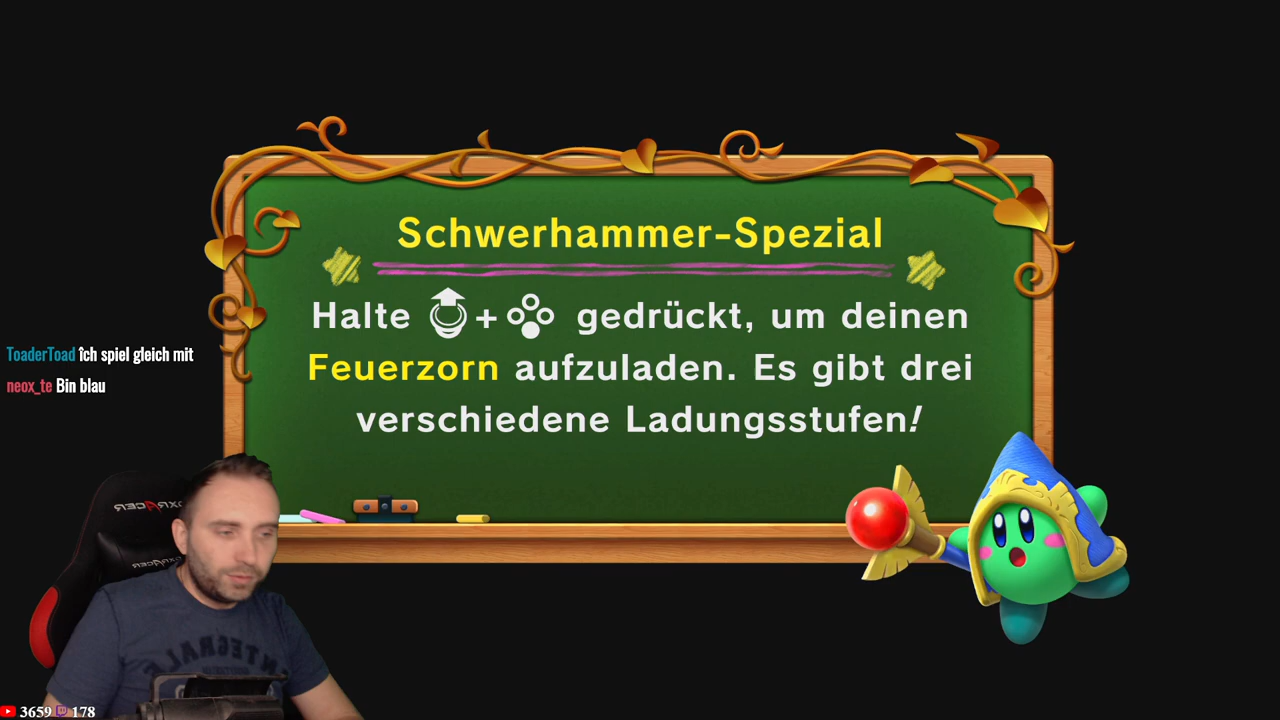 Schwerhammer-Spezial
Halte + gedrückt, um deinen
Feuerzorn aufzuladen. Es gibt drei
verschiedene Ladungsstufen!
ToaderToad îch spiel gleich mit
neox_te Bin blau
3659 178